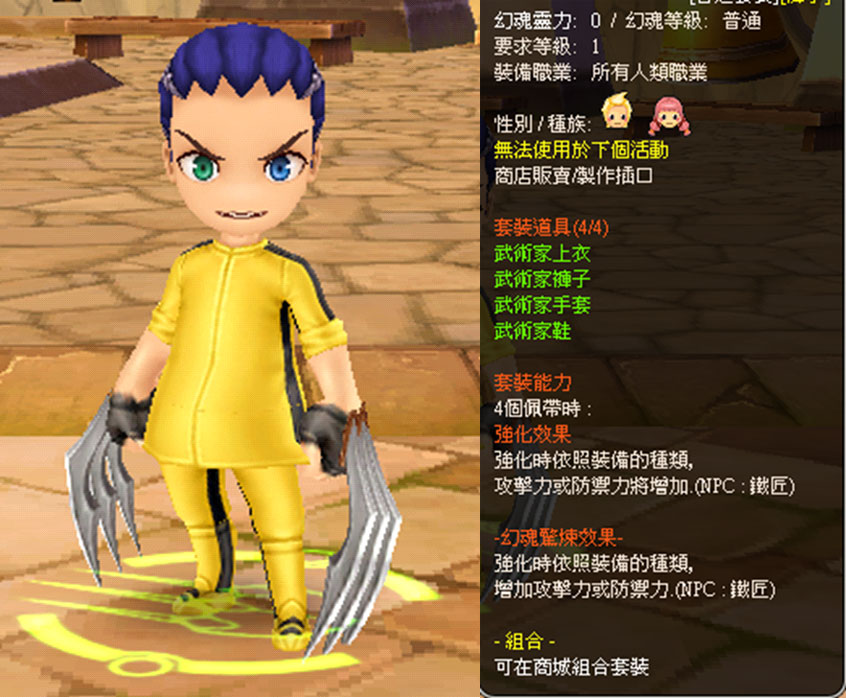 幻魂靈力: 0 / 幻魂等級: 普通
要求等級: 1
裝備職業: 所有人類職業
性別/種族:
無法使用於下個活動
商店販賣/製作插口
套裝道具(4/4)
武術家上衣
武術家褲子
武術家手套
武術家鞋
套裝能力
4個佩帶時 :
強化效果
強化時依照裝備的種類,
攻擊力或防禦力將增加.(NPC : 鐵匠)
-幻魂鍊煉效果-
強化時依照裝備的種類,
增加攻擊力或防禦力.(NPC : 鐵匠)
- 組合 -
可在商城組合套裝